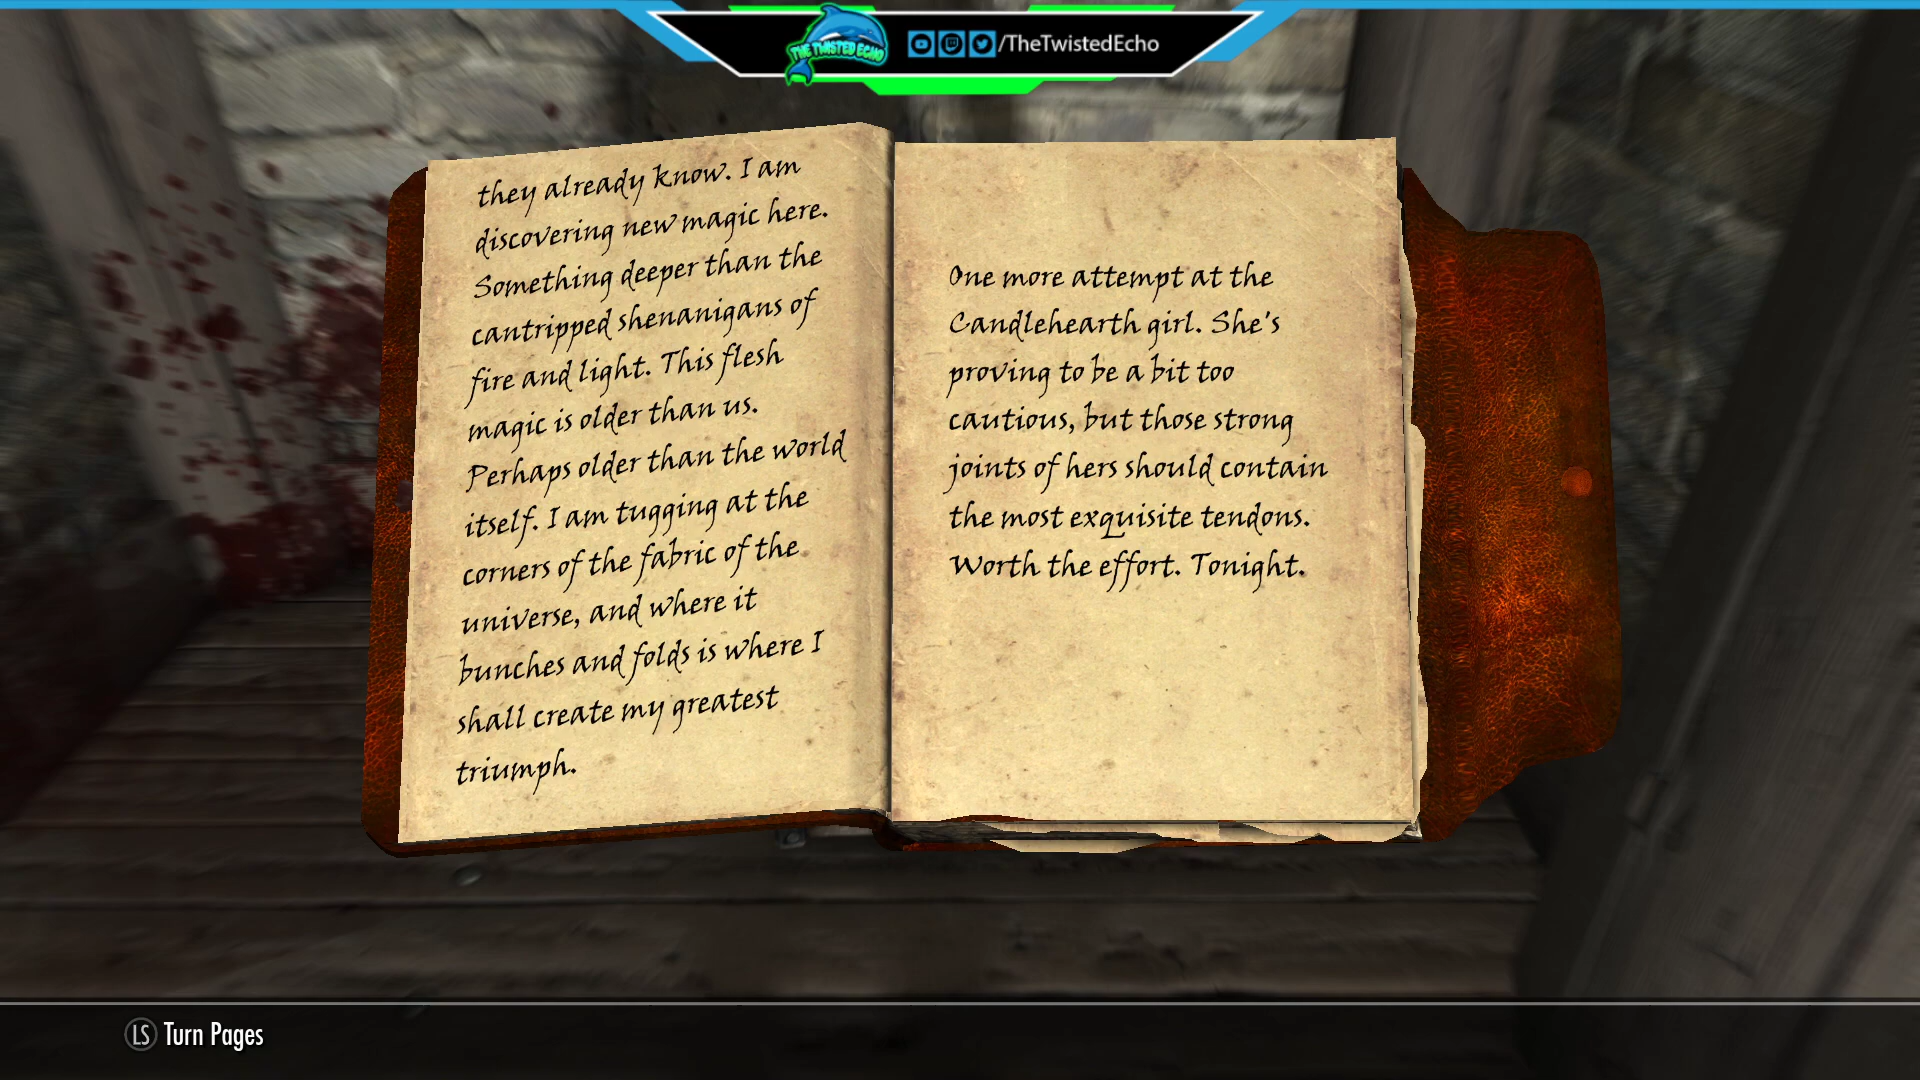 THE TWISTED ECHO
/TheTwistedEcho
they already know. I am
discovering new magic here.
Something deeper than the
cantripped shenanigans of
fire and light. This flesh
magic is older than us.
Perhaps older than the world
itself. I am tugging at the
corners of the fabric of the
universe, and where it
bunches and folds is where I
shall create my greatest
triumph.
One more attempt at the
Candlehearth girl. She's
proving to be a bit too
cautious, but those strong
joints of hers should contain
the most exquisite tendons.
Worth the effort. Tonight.
LS Turn Pages